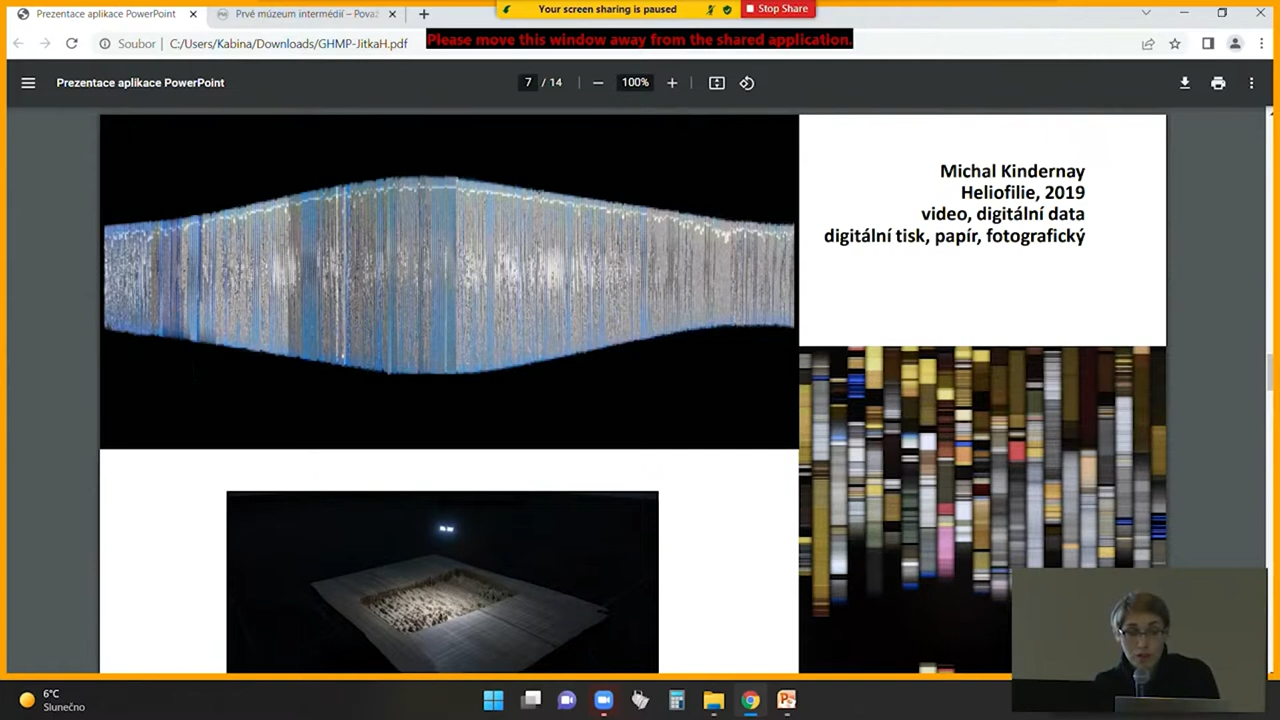 Prezentace aplikace PowerPoint
Prvé múzeum intermédií – Pova
Your screen sharing is paused
Stop Share
Please move this window away from the shared application.
Soubor
C:/Users/Kabina/Downloads/GHMP-JitkaH.pdf
Prezentace aplikace PowerPoint
7 / 14
100%
Michal Kindernay
Heliofilie, 2019
video, digitální data
digitální tisk, papír, fotografický
6°C
Slunečno